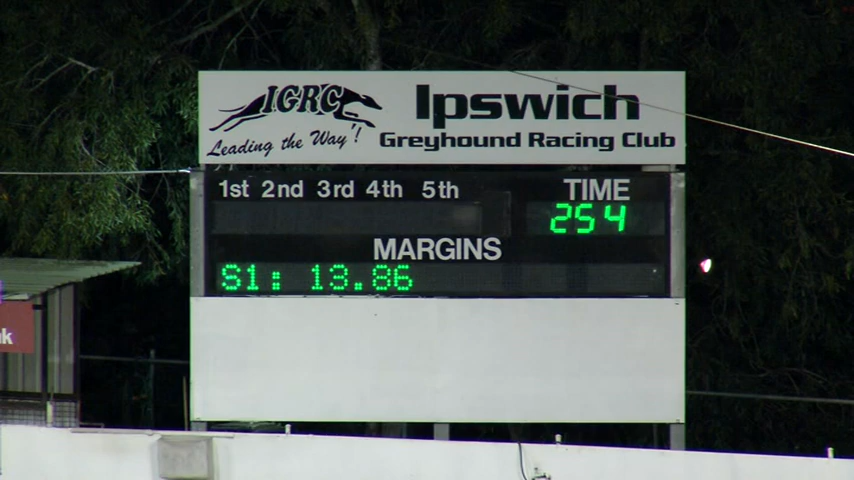 IGRC
Leading the Way'!
Ipswich
Greyhound Racing Club
1st 2nd 3rd 4th 5th
TIME
254
MARGINS
S1: 13.86
k